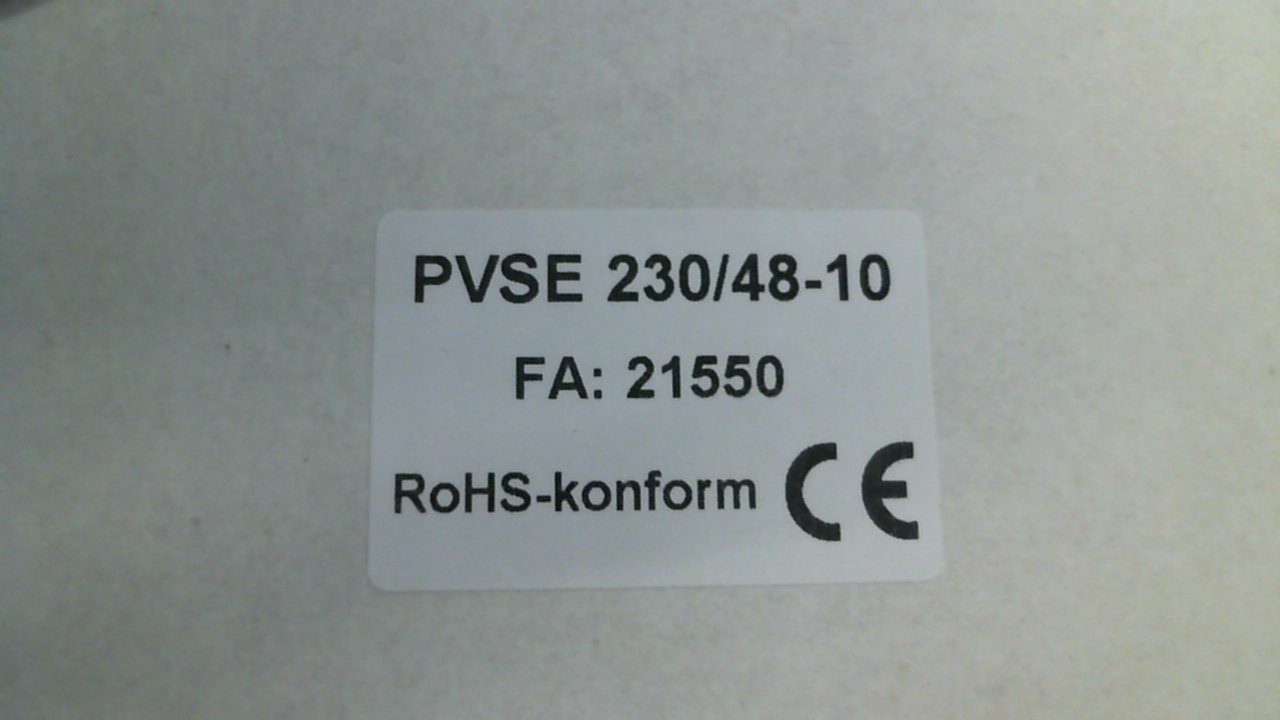 PVSE 230/48-10
FA: 21550
RoHS-konform CE